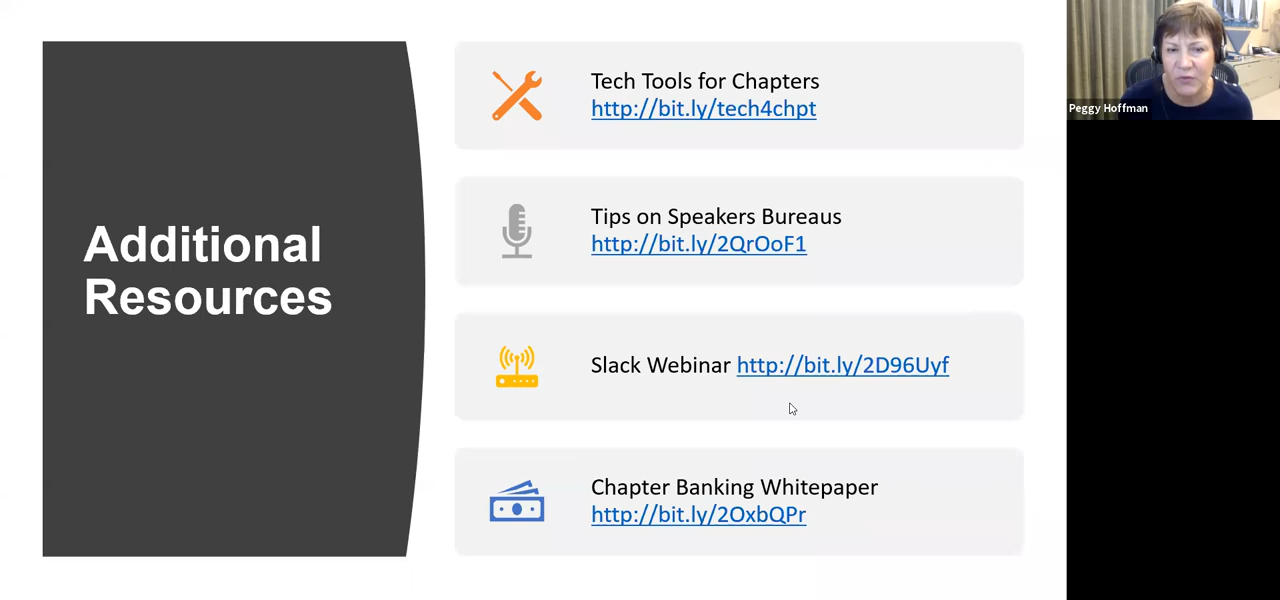 Additional
Resources
Tech Tools for Chapters
http://bit.ly/tech4chpt
Tips on Speakers Bureaus
http://bit.ly/2QrOoF1
Slack Webinar http://bit.ly/2D96Uyf
Chapter Banking Whitepaper
http://bit.ly/2OxbQPr
Peggy Hoffman